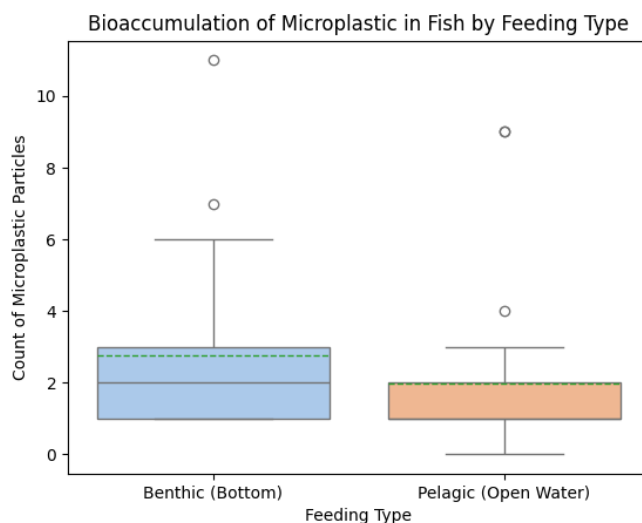 Bioaccumulation of Microplastic in Fish by Feeding Type
Count of Microplastic Particles
10
8
6
4
2
0
Benthic (Bottom)
Pelagic (Open Water)
Feeding Type